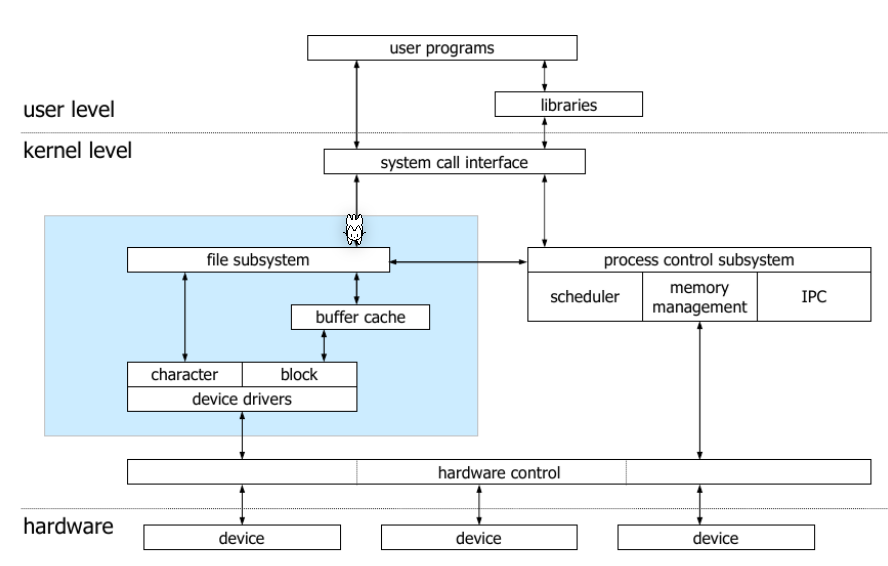 user programs
user level
libraries
kernel level
system call interface
file subsystem
process control subsystem
scheduler
memory
management
IPC
buffer cache
character
block
device drivers
hardware control
hardware
device
device
device